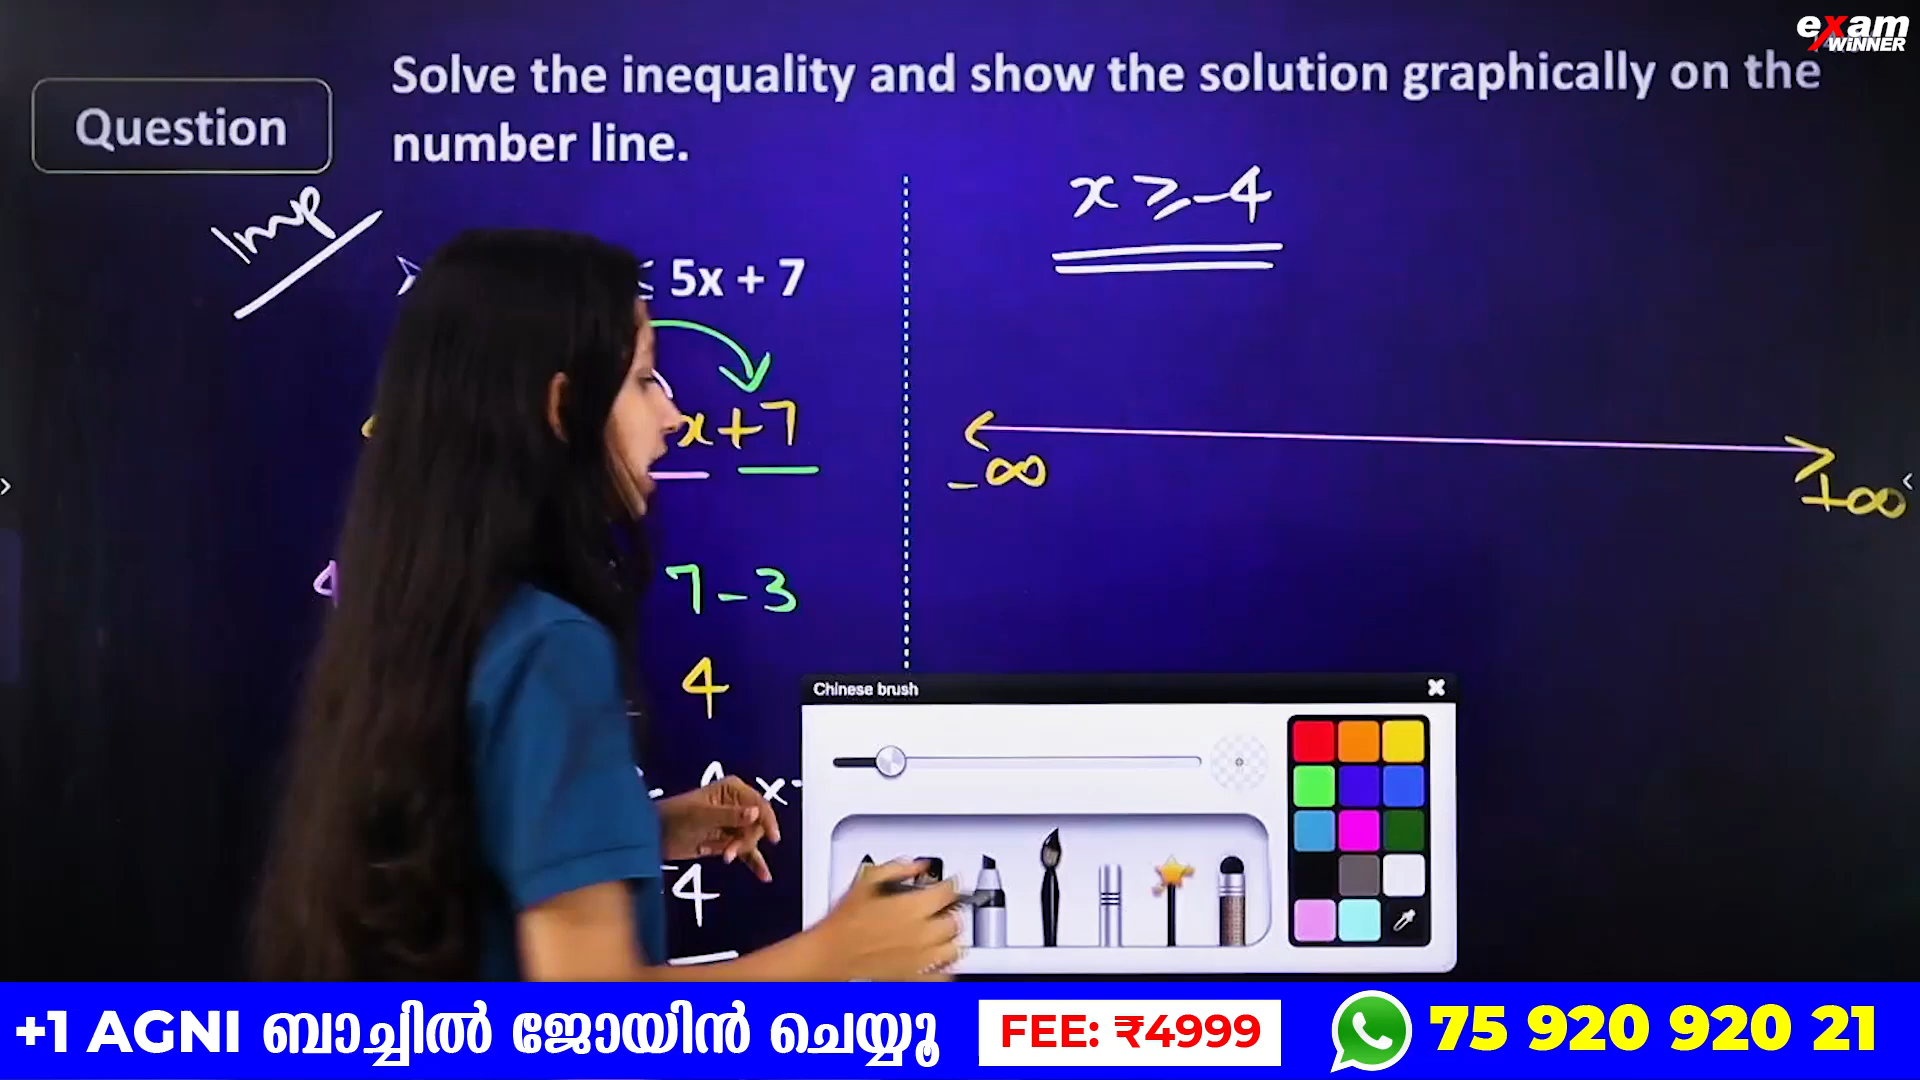 exam
WiNNER
Solve the inequality and show the solution graphically on the
number line.
Question
Imp
x ≥ -4
≤ 5x + 7
x+7
-∞
+∞
4
7-3
4
Chinese brush
x-
-4
+1 AGNI ബാച്ചിൽ ജോയിൻ ചെയ്യൂ
FEE: ₹4999
75 920 920 21